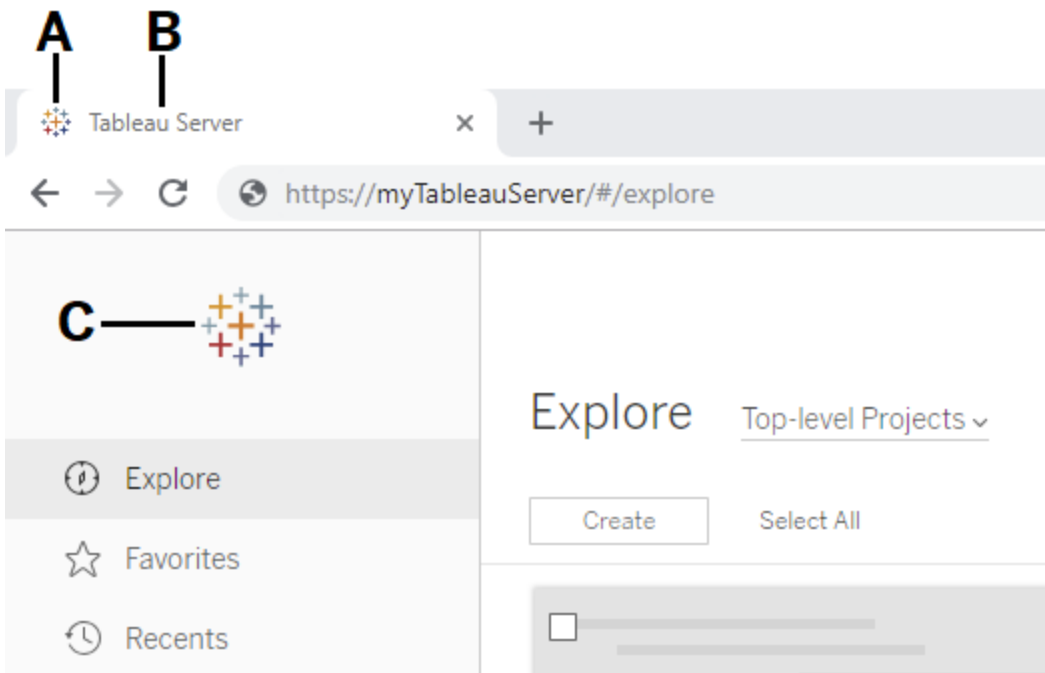 A B
Tableau Server
https://myTableauServer/#/explore
C
Explore Top-level Projects
Create Select All
Explore
Favorites
Recents